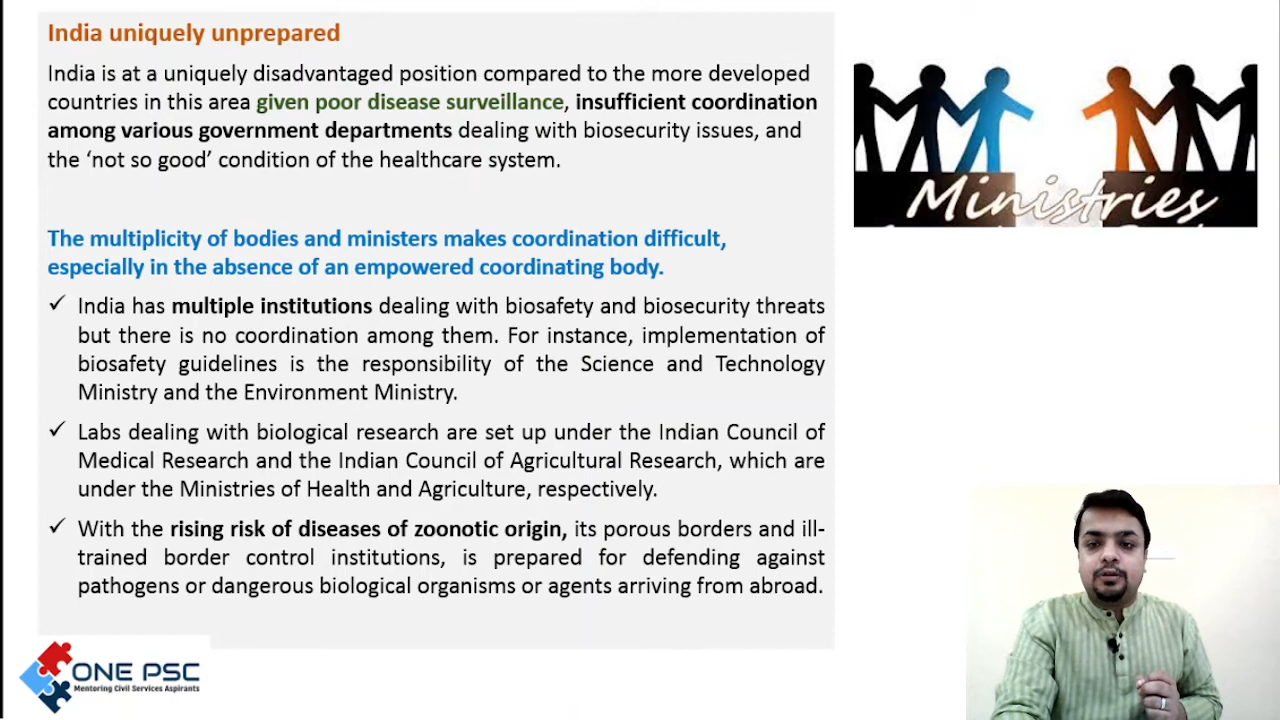 India uniquely unprepared
India is at a uniquely disadvantaged position compared to the more developed
countries in this area given poor disease surveillance, insufficient coordination
among various government departments dealing with biosecurity issues, and
the ‘not so good’ condition of the healthcare system.
The multiplicity of bodies and ministers makes coordination difficult,
especially in the absence of an empowered coordinating body.
✓ India has multiple institutions dealing with biosafety and biosecurity threats
but there is no coordination among them. For instance, implementation of
biosafety guidelines is the responsibility of the Science and Technology
Ministry and the Environment Ministry.
✓ Labs dealing with biological research are set up under the Indian Council of
Medical Research and the Indian Council of Agricultural Research, which are
under the Ministries of Health and Agriculture, respectively.
✓ With the rising risk of diseases of zoonotic origin, its porous borders and ill-
trained border control institutions, is prepared for defending against
pathogens or dangerous biological organisms or agents arriving from abroad.
Ministries
ONE PSC
Mentoring Civil Services Aspirants